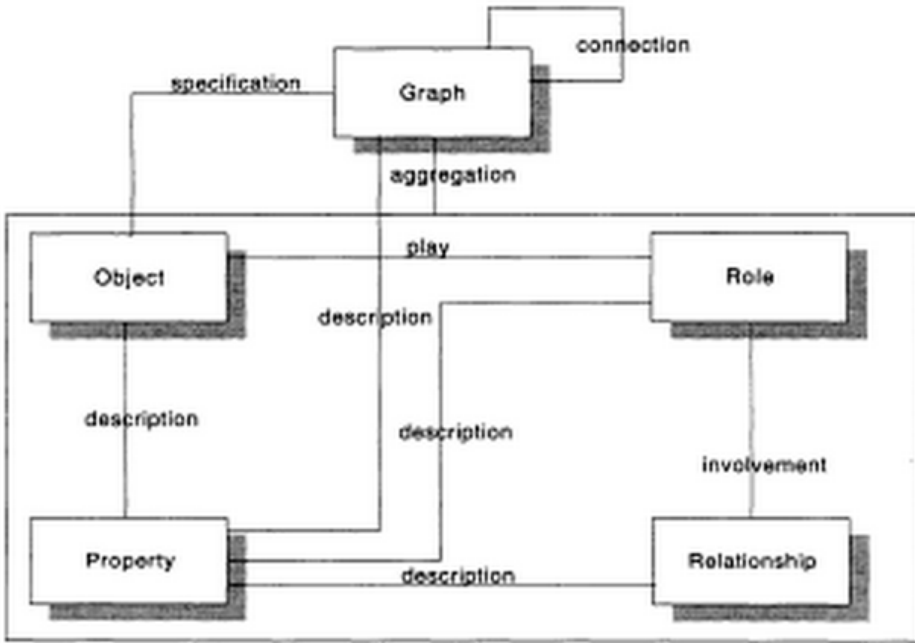 connection
specification
Graph
aggregation
play
Object
Role
description
description
description
involvement
Property
Relationship
description